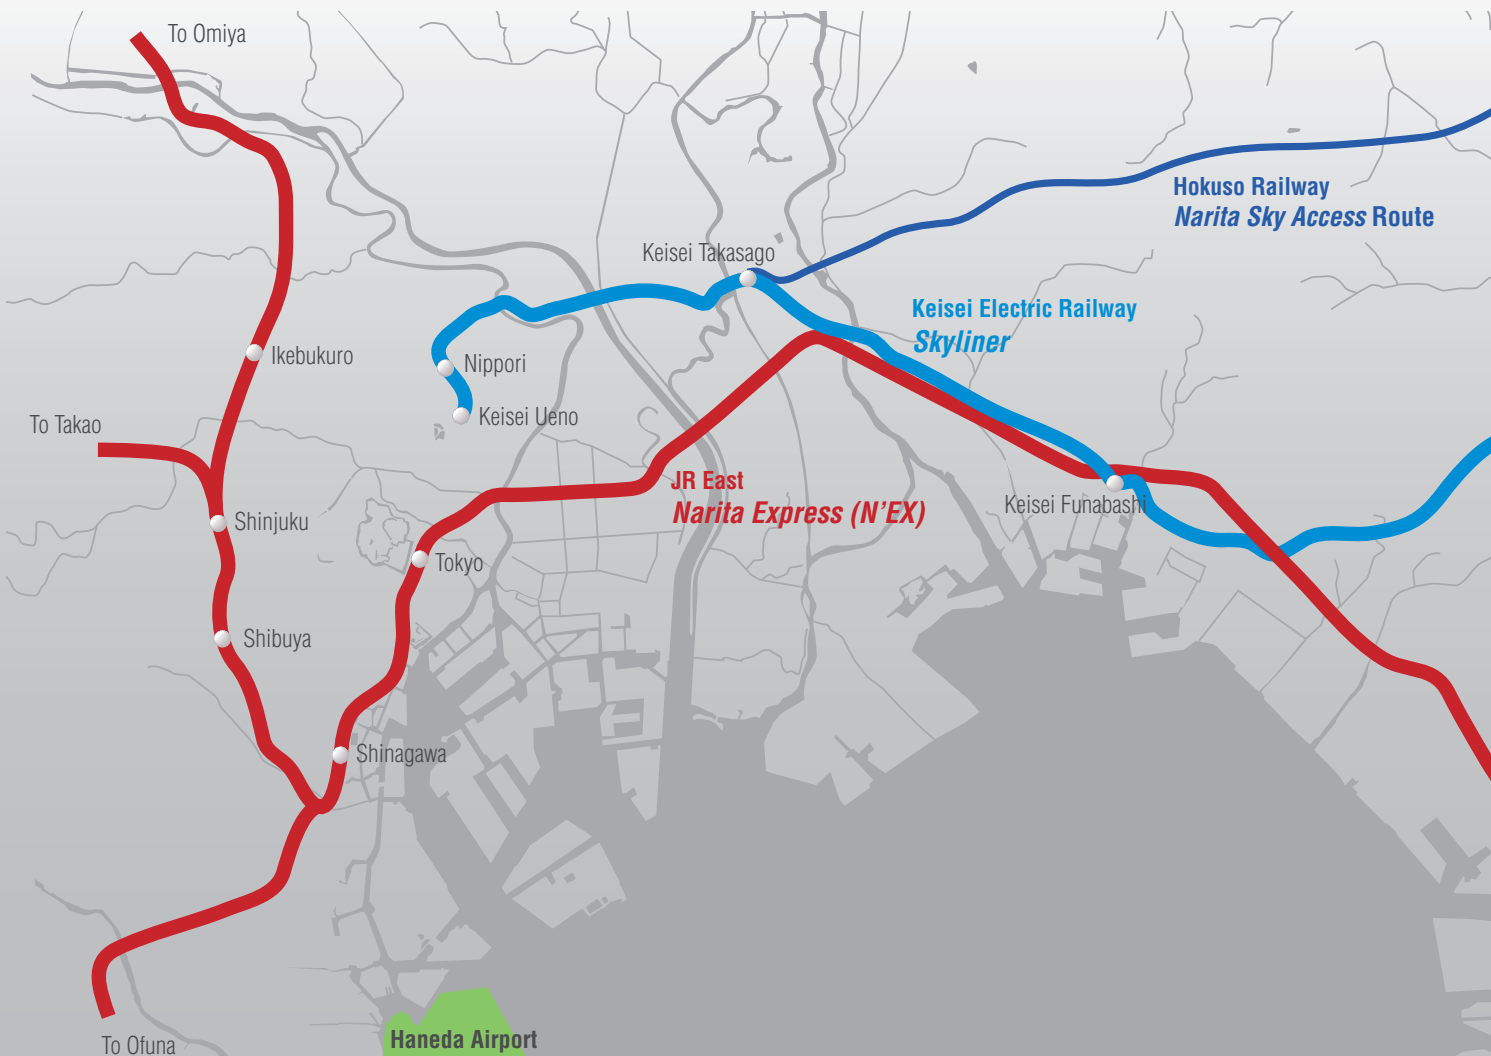 To Omiya
Hokuso Railway
Narita Sky Access Route
Keisei Takasago
Keisei Electric Railway
Skyliner
Ikebukuro
Nippori
Keisei Ueno
To Takao
JR East
Narita Express (N'EX)
Keisei Funabashi
Shinjuku
Tokyo
Shibuya
Shinagawa
Haneda Airport
To Ofuna